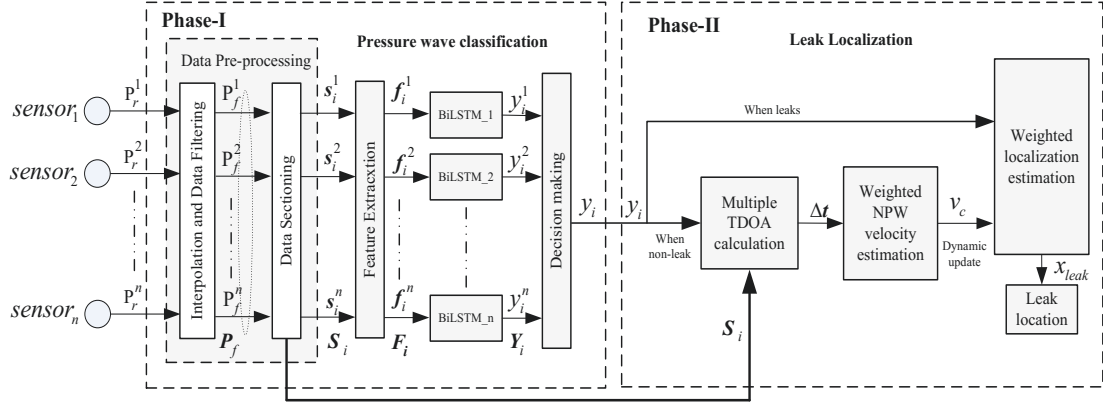 Phase-I
Pressure wave classification
Data Pre-processing
sensor₁
P_r^1
Interpolation and Data Filtering
P_f^1
Data Sectioning
s_i^1
Feature Extracxtion
f_i^1
BiLSTM_1
y_i^1
Decision making
sensor₂
P_r^2
P_f^2
s_i^2
f_i^2
BiLSTM_2
y_i^2
sensorₙ
P_r^n
P_f^n
s_i^n
f_i^n
BiLSTM_n
y_i^n
P_f
S_i
F_i
Y_i
y_i
Phase-II
Leak Localization
y_i
When leaks
When
non-leak
Multiple
TDOA
calculation
Δt
Weighted
NPW
velocity
estimation
v_c
Dynamic
update
Weighted
localization
estimation
x_leak
Leak
location
S_i